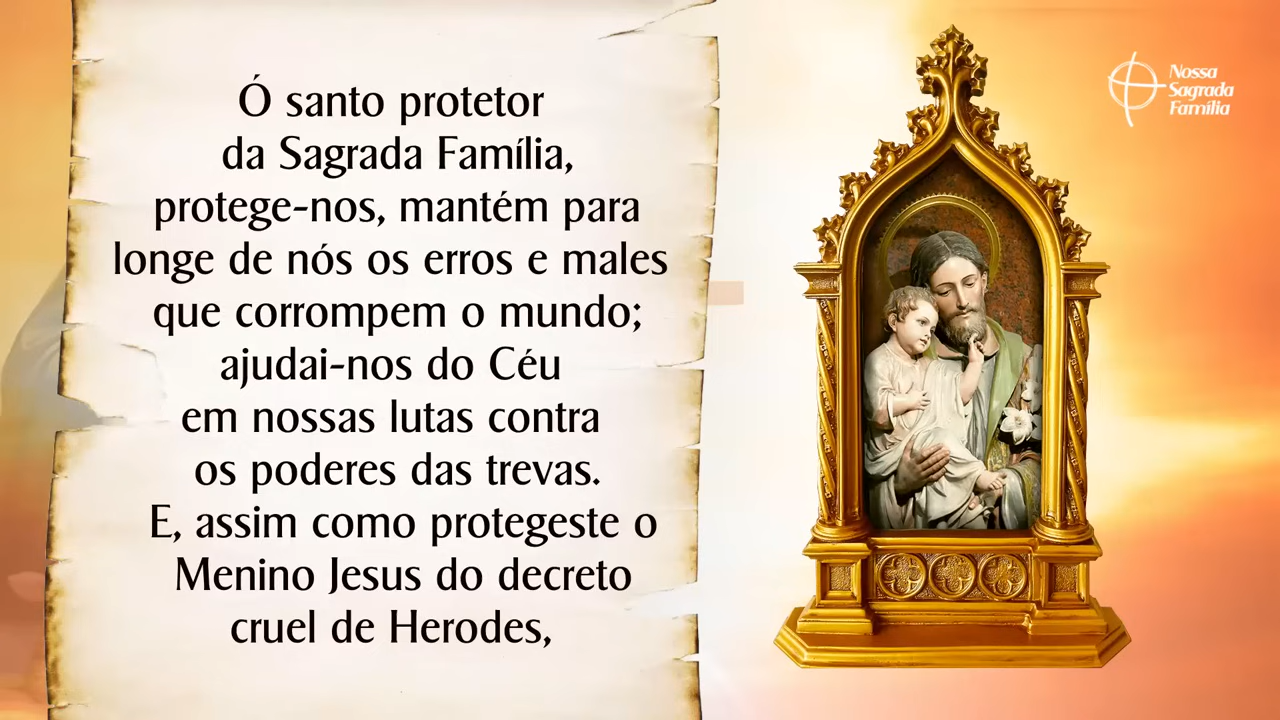 Ó santo protetor
da Sagrada Família,
protege-nos, mantém para
longe de nós os erros e males
que corrompem o mundo;
ajudai-nos do Céu
em nossas lutas contra
os poderes das trevas.
E, assim como protegeste o
Menino Jesus do decreto
cruel de Herodes,
Nossa
Sagrada
Família